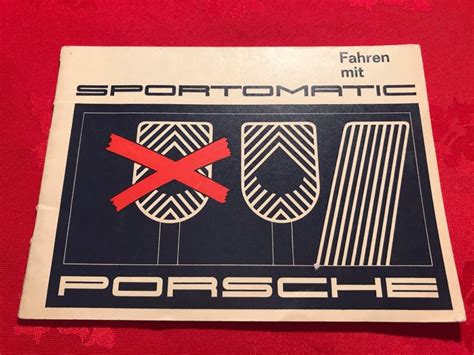 Fahren
mit
SPORTOMATIC
PORSCHE